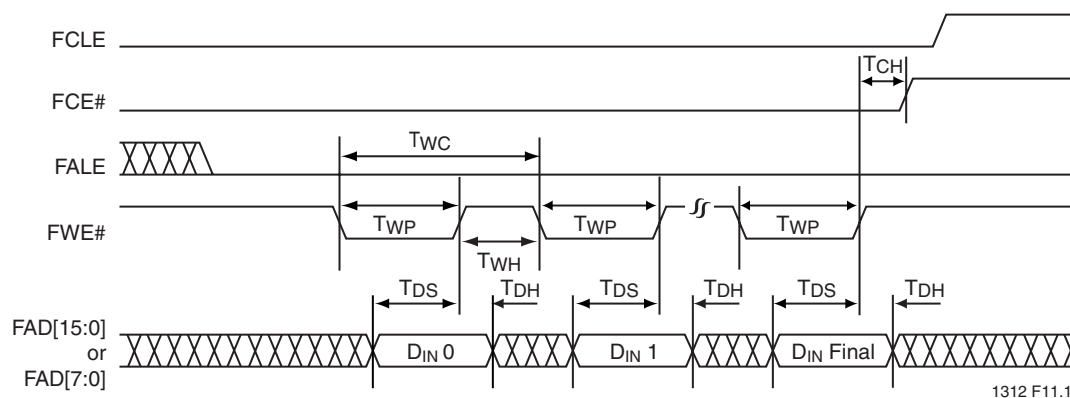 FCLE
TCH
FCE#
TWC
FALE
TWP TWP TWP
FWE#
TWH
TDS TDH TDS TDH TDS TDH
FAD[15:0]
or
FAD[7:0]
DIN 0 DIN 1 DIN Final
1312 F11.1